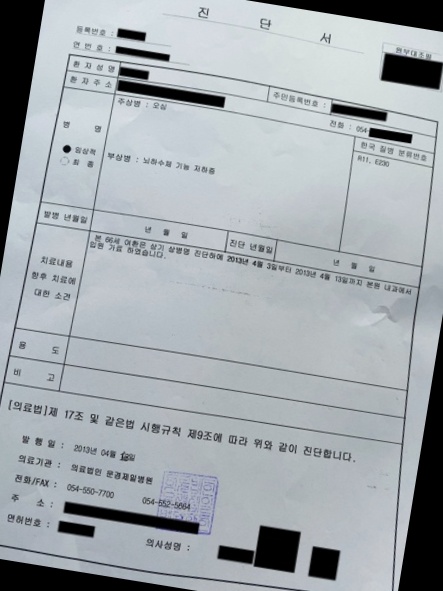 진 단 서
등록번호 :
연 번 호 :
원부대조필
환 자 성 명
주민등록번호 :
환 자 주 소
전화 : 054-
병 명
주상병 : 오심
한국 질병 분류번호
R11, E230
임상적
최 종
부상병 : 뇌하수체 기능 저하증
발병 년월일
년 월 일
진단 년월일
년 월 일
치료내용
향후 치료에
대한 소견
본 66세 여환은 상기 상병명 진단하에 2013년 4월 3일부터 2013년 4월 13일까지 본원 내과에서
입원 가료 하였습니다.
용 도
비 고
[의료법]제 17조 및 같은법 시행규칙 제9조에 따라 위와 같이 진단합니다.
발 행 일 : 2013년 04월 일
의료기관 : 의료법인 문경제일병원
전화/FAX : 054-550-7700 054-552-5664
주 소 :
면허번호 :
의사성명 :